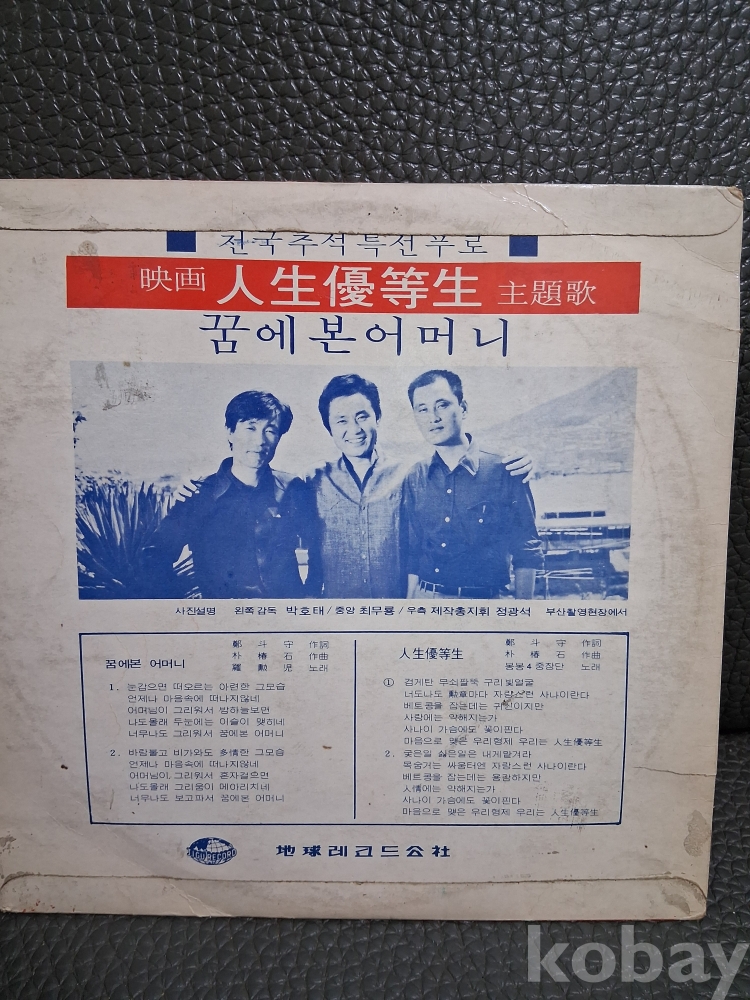 전국추석특선푸로
映画 人生優等生 主題歌
꿈에본어머니
사진설명 왼쪽 감독 박호태/중앙 최무룡/우측 제작총지휘 정광석 부산촬영현장에서
꿈에본 어머니
鄭斗守 作詞
朴椿石 作曲
羅勲児 노래
1. 눈감으면 떠오르는 아련한 그모습
언제나 마음속에 떠나지않네
어머님이 그리워서 밤하늘보면
나도몰래 두눈에는 이슬이 맺히네
너무나도 그리워서 꿈에본 어머니
2. 바람불고 비가와도 多情한 그모습
언제나 마음속에 떠나지않네
어머님이 그리워서 혼자걸으면
나도몰래 그리움이 메아리치네
너무나도 보고파서 꿈에본 어머니
人生優等生
鄭斗守 作詞
朴椿石 作曲
봉봉4중창단 노래
① 검게탄 무쇠팔뚝 구리빛얼굴
너도나도 勲章마다 자랑스런 사나이란다
베트콩을 잡는데는 귀신이지만
사랑에는 약해지는가
사나이 가슴에도 꽃이핀다
마음으로 맺은 우리형제 우리는 人生優等生
2. 궂은일 싫은일은 내게맡겨라
목숨거는 싸움터엔 자랑스런 사나이란다
베트콩을 잡는데는 용감하지만
人情에는 약해지는가
사나이 가슴에도 꽃이핀다
마음으로 맺은 우리형제 우리는 人生優等生
JIGU RECORD
地球레코드公社
kobay